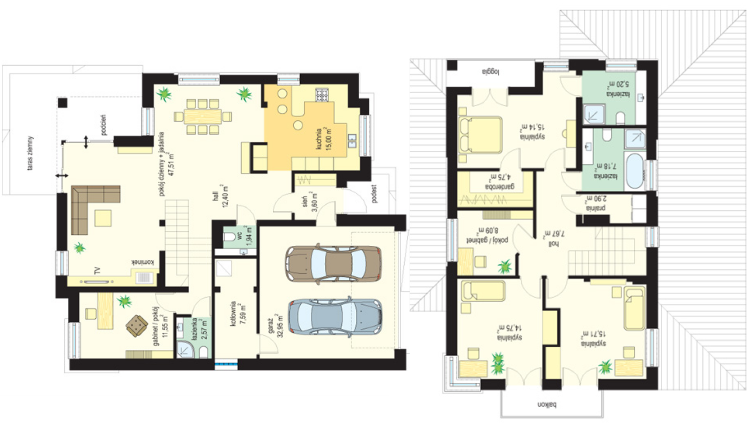 taras ziemny
podcień
pokój dzienny + jadalnia
47,51 m²
kuchnia
15,00 m²
hall
12,40 m²
sień
3,60 m²
podest
wc
1,94 m²
TV
kominek
gabinet / pokój
11,55 m²
łazienka
2,57 m²
kotłownia
7,59 m²
garaż
32,95 m²
loggia
sypialnia
15,14 m²
łazienka
5,20 m²
łazienka
7,18 m²
garderoba
4,75 m²
pralnia
2,90 m²
pokój / gabinet
8,09 m²
holl
7,67 m²
sypialnia
14,75 m²
sypialnia
15,71 m²
balkon